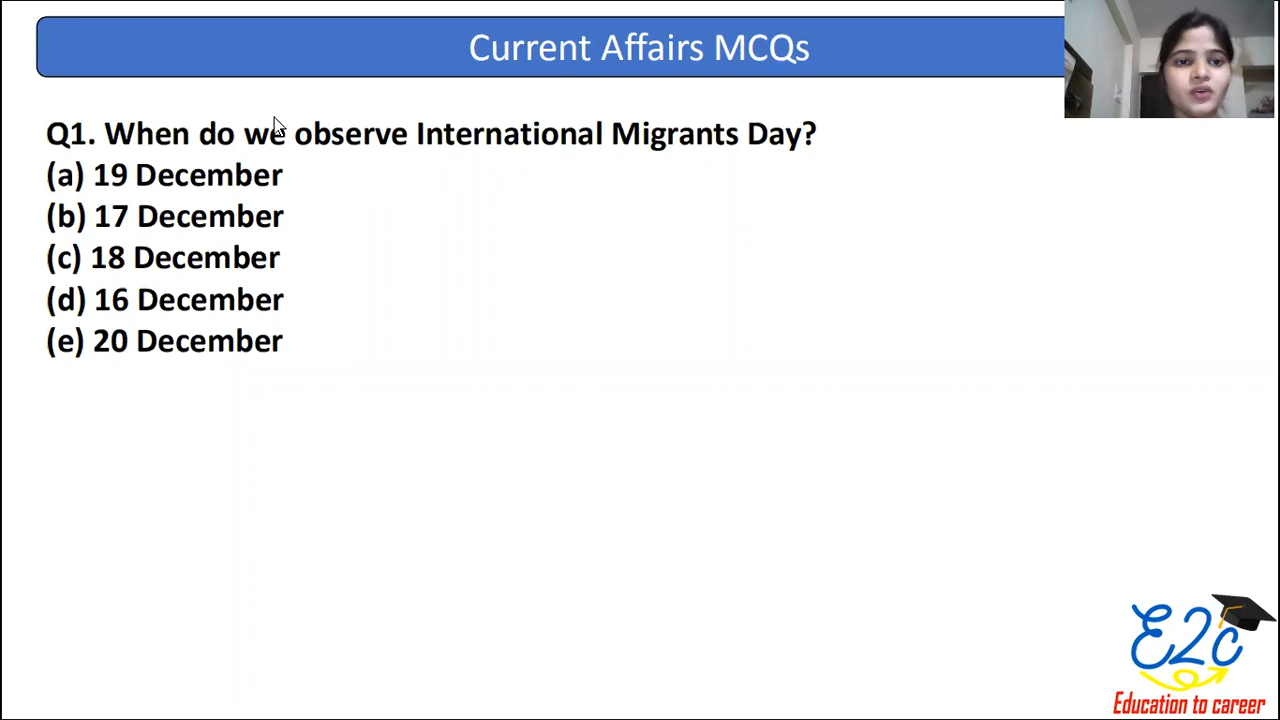 Current Affairs MCQs
Q1. When do we observe International Migrants Day?
(a) 19 December
(b) 17 December
(c) 18 December
(d) 16 December
(e) 20 December
E2c
Education to career